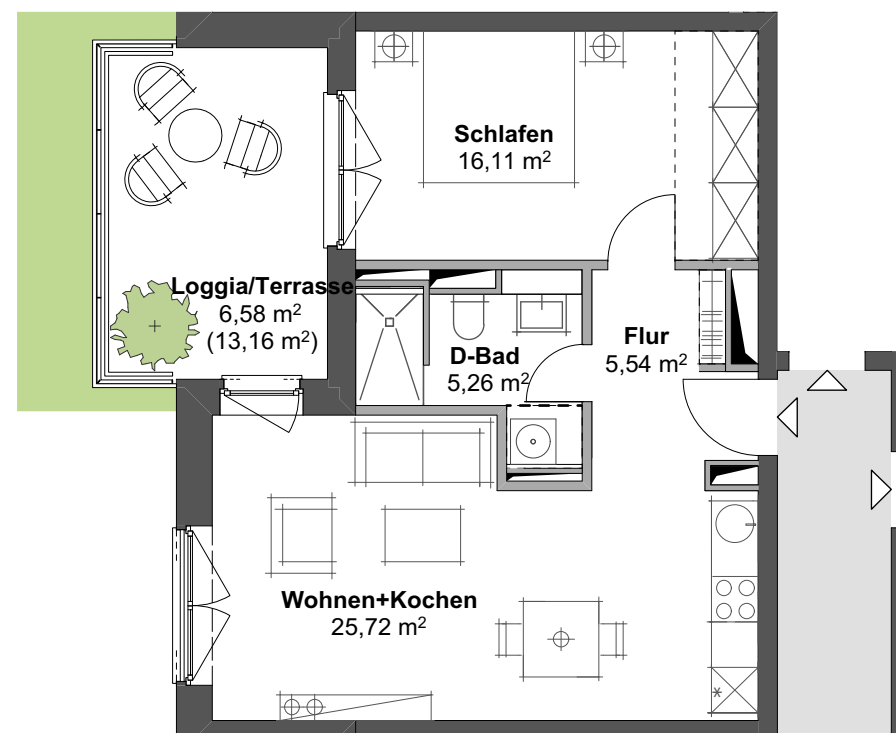 Schlafen
16,11 m²
Loggia/Terrasse
6,58 m²
(13,16 m²)
Flur
5,54 m²
D-Bad
5,26 m²
Wohnen+Kochen
25,72 m²